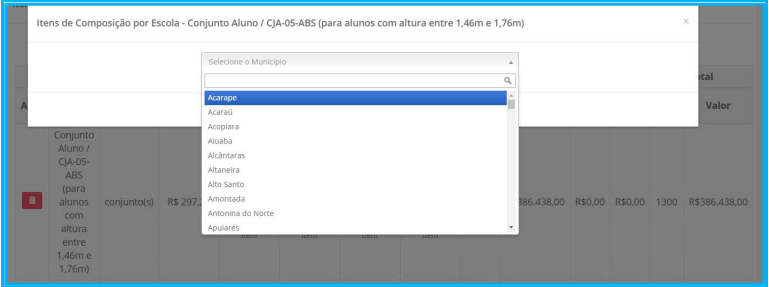 Itens de Composição por Escola - Conjunto Aluno / CJA-05-ABS (para alunos com altura entre 1,46m e 1,76m)
×
Selecione o Município
Acarape
Acaraú
Acopiara
Aiuaba
Alcântaras
Altaneira
Alto Santo
Amontada
Antonina do Norte
Apuiarés
Valor
Conjunto
Aluno /
CJA-05-
ABS
(para
alunos
com
altura
entre
1,46m e
1,76m)
conjunto(s)
R$ 297,
386.438,00
R$0,00
R$0,00
1300
R$386.438,00